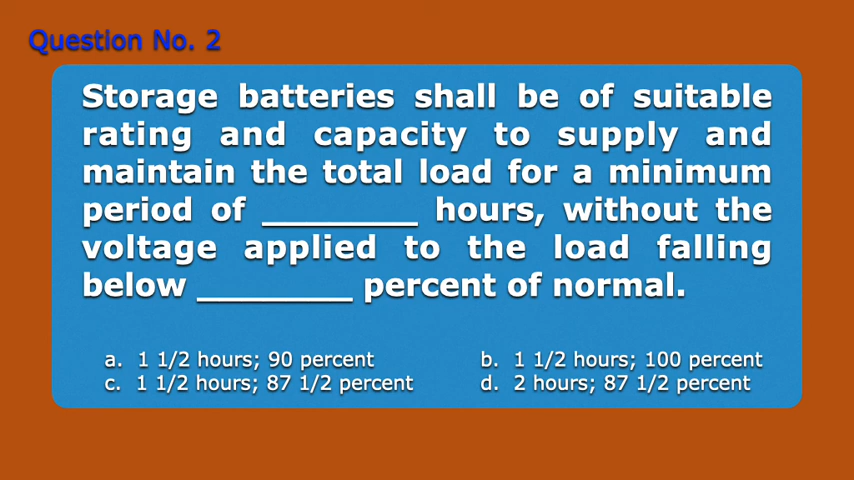 Question No. 2
Storage batteries shall be of suitable
rating and capacity to supply and
maintain the total load for a minimum
period of ________ hours, without the
voltage applied to the load falling
below ________ percent of normal.
a. 1 1/2 hours; 90 percent
b. 1 1/2 hours; 100 percent
c. 1 1/2 hours; 87 1/2 percent
d. 2 hours; 87 1/2 percent